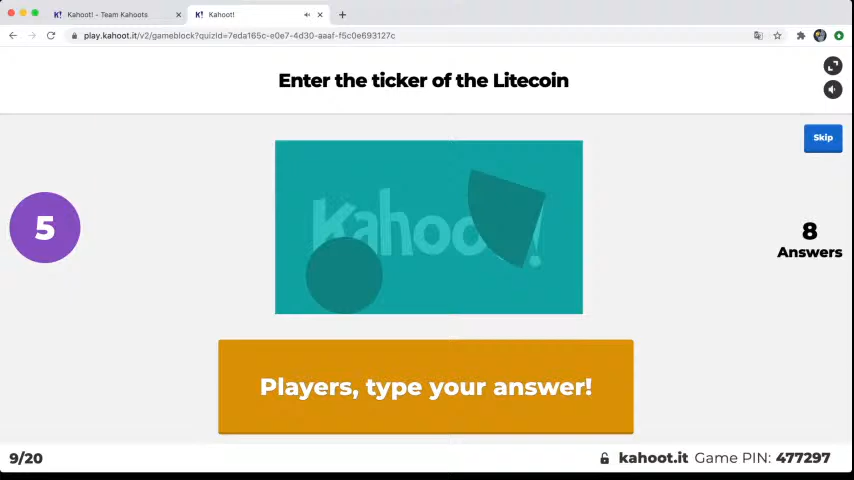 Kahoot! - Team Kahoots
Kahoot!
play.kahoot.it/v2/gameblock?quizId=7eda165c-e0e7-4d30-aaaf-f5c0e693127c
Enter the ticker of the Litecoin
Skip
Kahoot!
5
8
Answers
Players, type your answer!
9/20
kahoot.it Game PIN: 477297